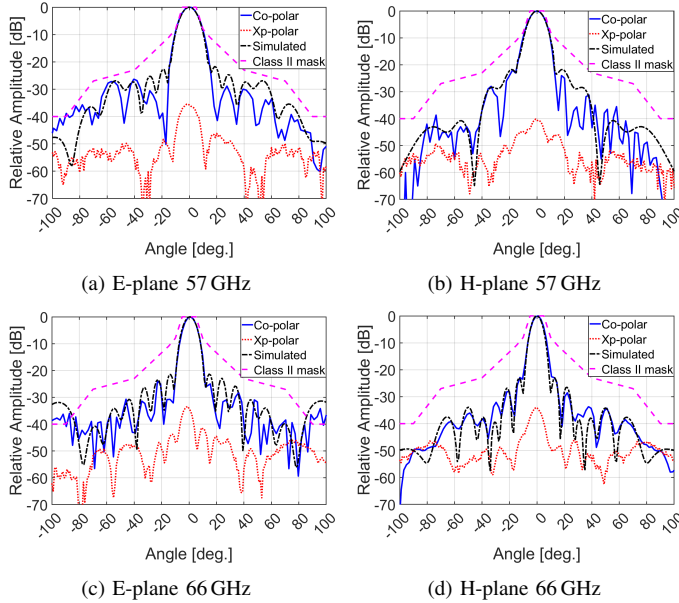 Relative Amplitude [dB]
0
-10
-20
-30
-40
-50
-60
-70
-100
-80
-60
-40
-20
0
20
40
60
80
100
Angle [deg.]
Co-polar
Xp-polar
Simulated
Class II mask
(a) E-plane 57 GHz
Relative Amplitude [dB]
0
-10
-20
-30
-40
-50
-60
-70
-100
-80
-60
-40
-20
0
20
40
60
80
100
Angle [deg.]
Co-polar
Xp-polar
Simulated
Class II mask
(b) H-plane 57 GHz
Relative Amplitude [dB]
0
-10
-20
-30
-40
-50
-60
-70
-100
-80
-60
-40
-20
0
20
40
60
80
100
Angle [deg.]
Co-polar
Xp-polar
Simulated
Class II mask
(c) E-plane 66 GHz
Relative Amplitude [dB]
0
-10
-20
-30
-40
-50
-60
-70
-100
-80
-60
-40
-20
0
20
40
60
80
100
Angle [deg.]
Co-polar
Xp-polar
Simulated
Class II mask
(d) H-plane 66 GHz